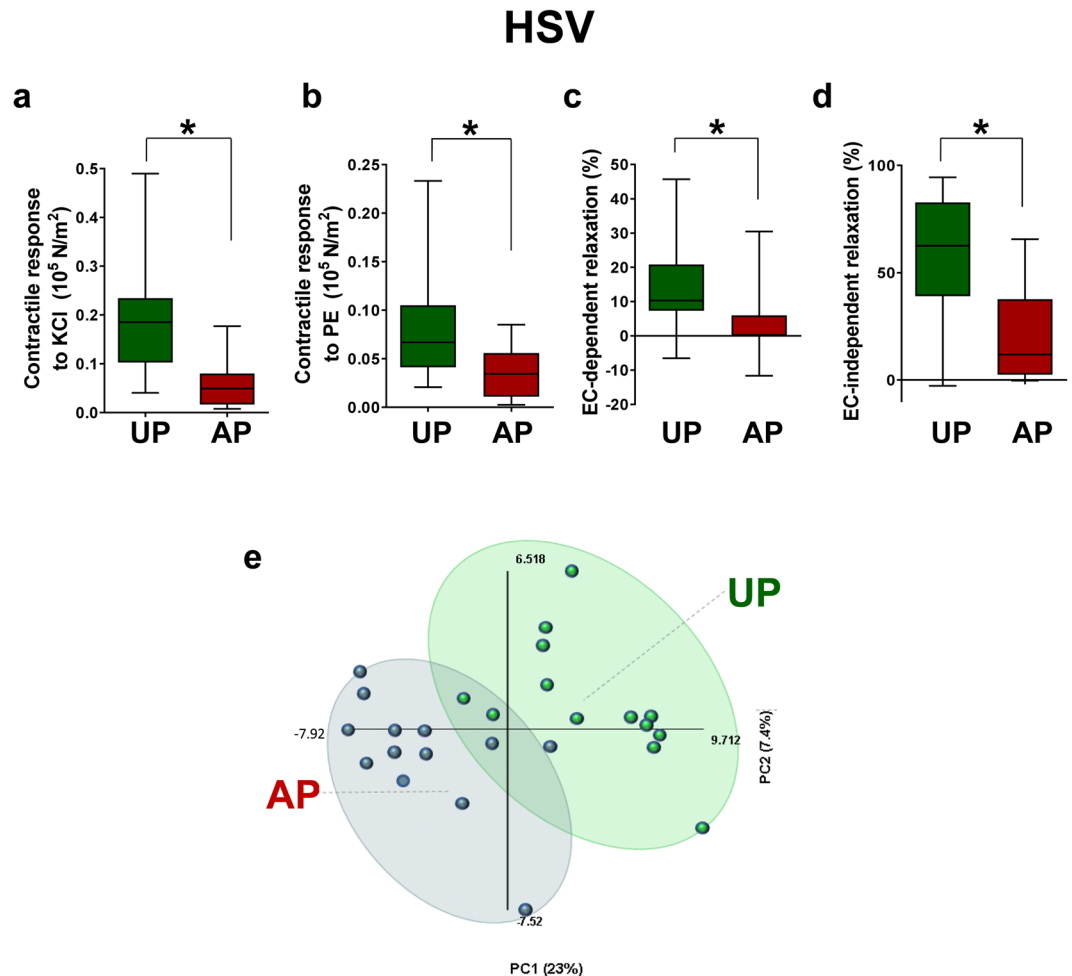 HSV
a
Contractile response
to KCl (10⁵ N/m²)
0.5
0.4
0.3
0.2
0.1
0.0
*
UP
AP
b
Contractile response
to PE (10⁵ N/m²)
0.25
0.20
0.15
0.10
0.05
0.00
*
UP
AP
c
EC-dependent relaxation (%)
50
40
30
20
10
0
-10
-20
*
UP
AP
d
EC-independent relaxation (%)
100
50
0
*
UP
AP
e
6.518
UP
-7.92
9.712
PC2 (7.4%)
AP
-7.52
PC1 (23%)